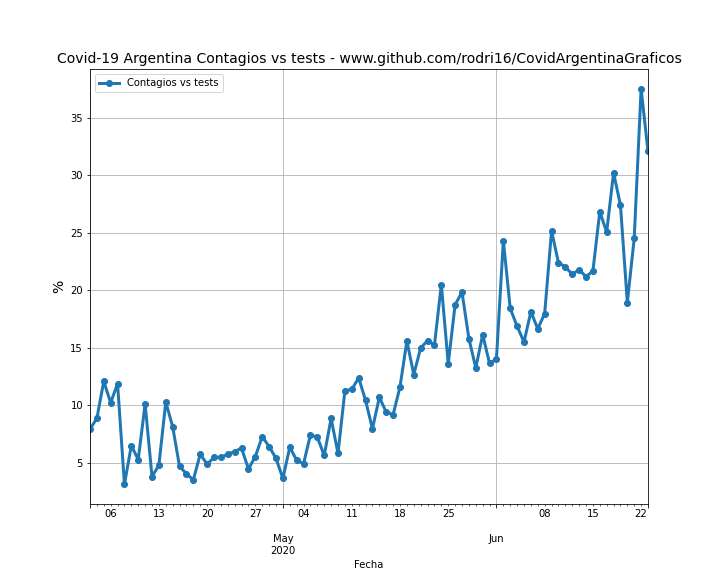 Covid-19 Argentina Contagios vs tests - www.github.com/rodri16/CovidArgentinaGraficos
Contagios vs tests
%
35
30
25
20
15
10
5
06 13 20 27 04 11 18 25 08 15 22
May Jun
2020
Fecha